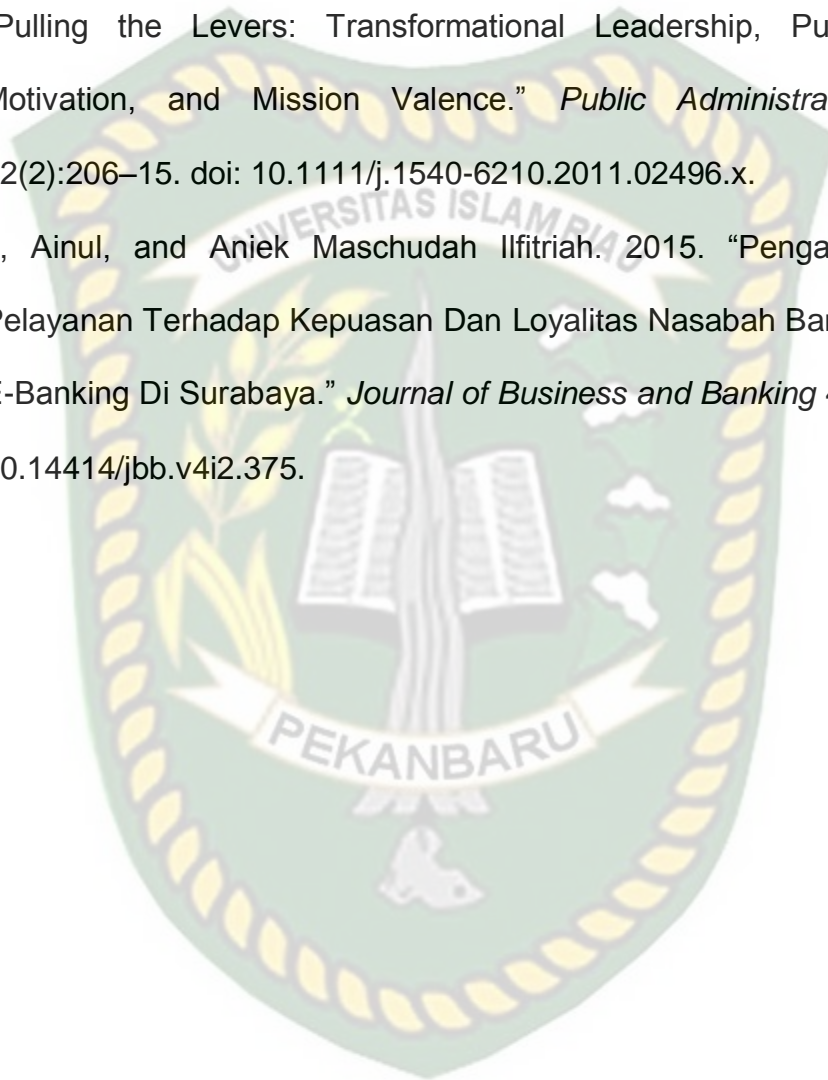 Pulling the Levers: Transformational Leadership, Pu
Motivation, and Mission Valence.” Public Administra
2(2):206–15. doi: 10.1111/j.1540-6210.2011.02496.x.
UNIVERSITAS ISLAM RIAU
, Ainul, and Aniek Maschudah Ilfitriah. 2015. “Penga
Pelayanan Terhadap Kepuasan Dan Loyalitas Nasabah Ban
E-Banking Di Surabaya.” Journal of Business and Banking 4
0.14414/jbb.v4i2.375.
PEKANBARU